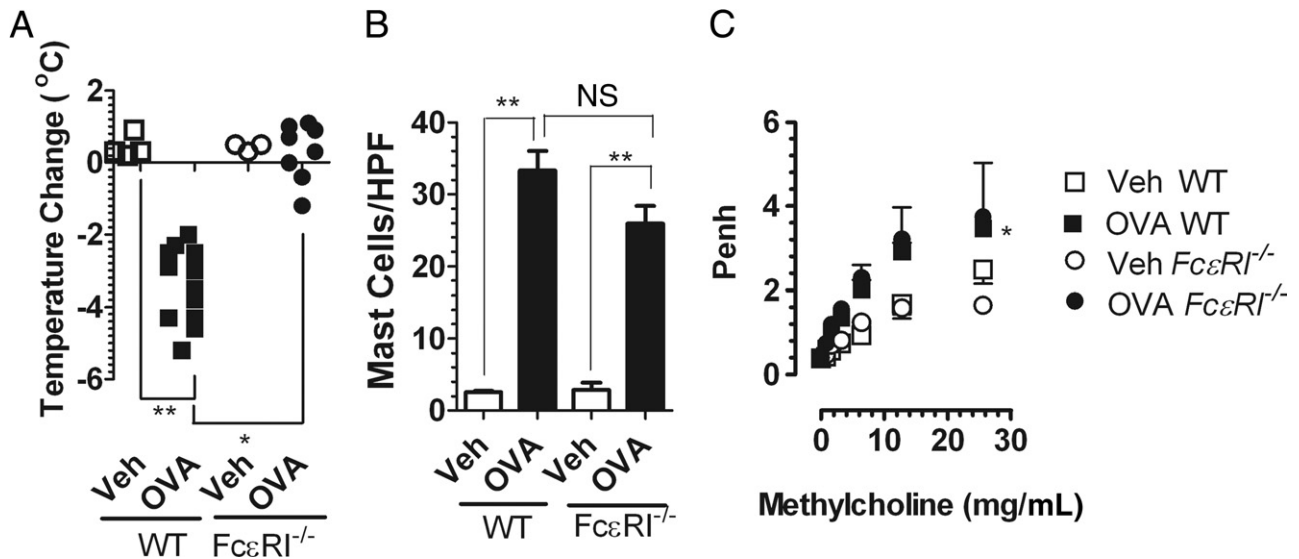 A
Temperature Change (°C)
2
0
-2
-4
-6
**
*
Veh
OVA
Veh
OVA
WT
FcεRI-/-
B
Mast Cells/HPF
40
30
20
10
0
**
NS
**
Veh
OVA
Veh
OVA
WT
FcεRI-/-
C
Penh
6
4
2
0
*
0 10 20 30
Methylcholine (mg/mL)
Veh WT
OVA WT
Veh FcεRI-/-
OVA FcεRI-/-